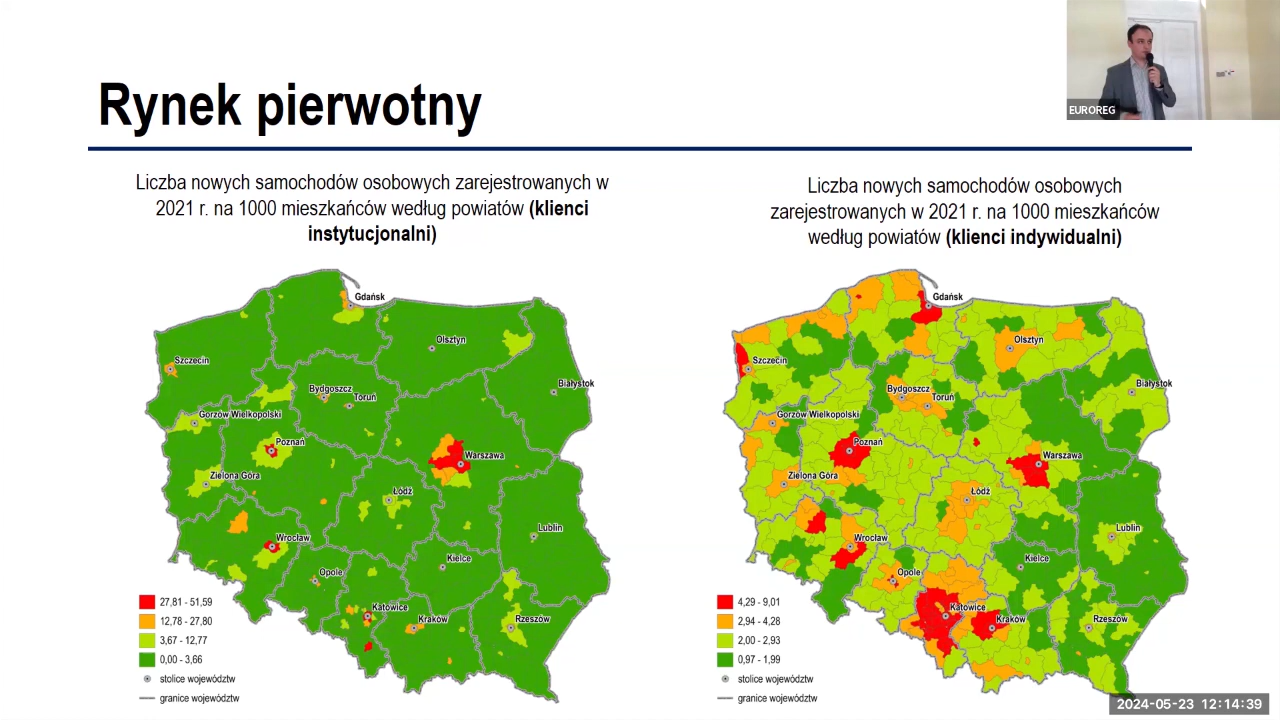 Rynek pierwotny
EUROREG
Liczba nowych samochodów osobowych zarejestrowanych w
2021 r. na 1000 mieszkańców według powiatów (klienci
instytucjonalni)
Gdańsk
Olsztyn
Szczecin
Białystok
Bydgoszcz
Toruń
Gorzów Wielkopolski
Poznań
Warszawa
Zielona Góra
Łódź
Wrocław
Lublin
Kielce
Opole
Katowice
Kraków
Rzeszów
27,81 - 51,59
12,78 - 27,80
3,67 - 12,77
0,00 - 3,66
stolice województw
granice województw
Liczba nowych samochodów osobowych
zarejestrowanych w 2021 r. na 1000 mieszkańców
według powiatów (klienci indywidualni)
Gdańsk
Olsztyn
Szczecin
Białystok
Bydgoszcz
Toruń
Gorzów Wielkopolski
Poznań
Warszawa
Zielona Góra
Łódź
Wrocław
Lublin
Kielce
Opole
Katowice
Kraków
Rzeszów
4,29 - 9,01
2,94 - 4,28
2,00 - 2,93
0,97 - 1,99
stolice województw
granice województw
2024-05-23 12:14:39